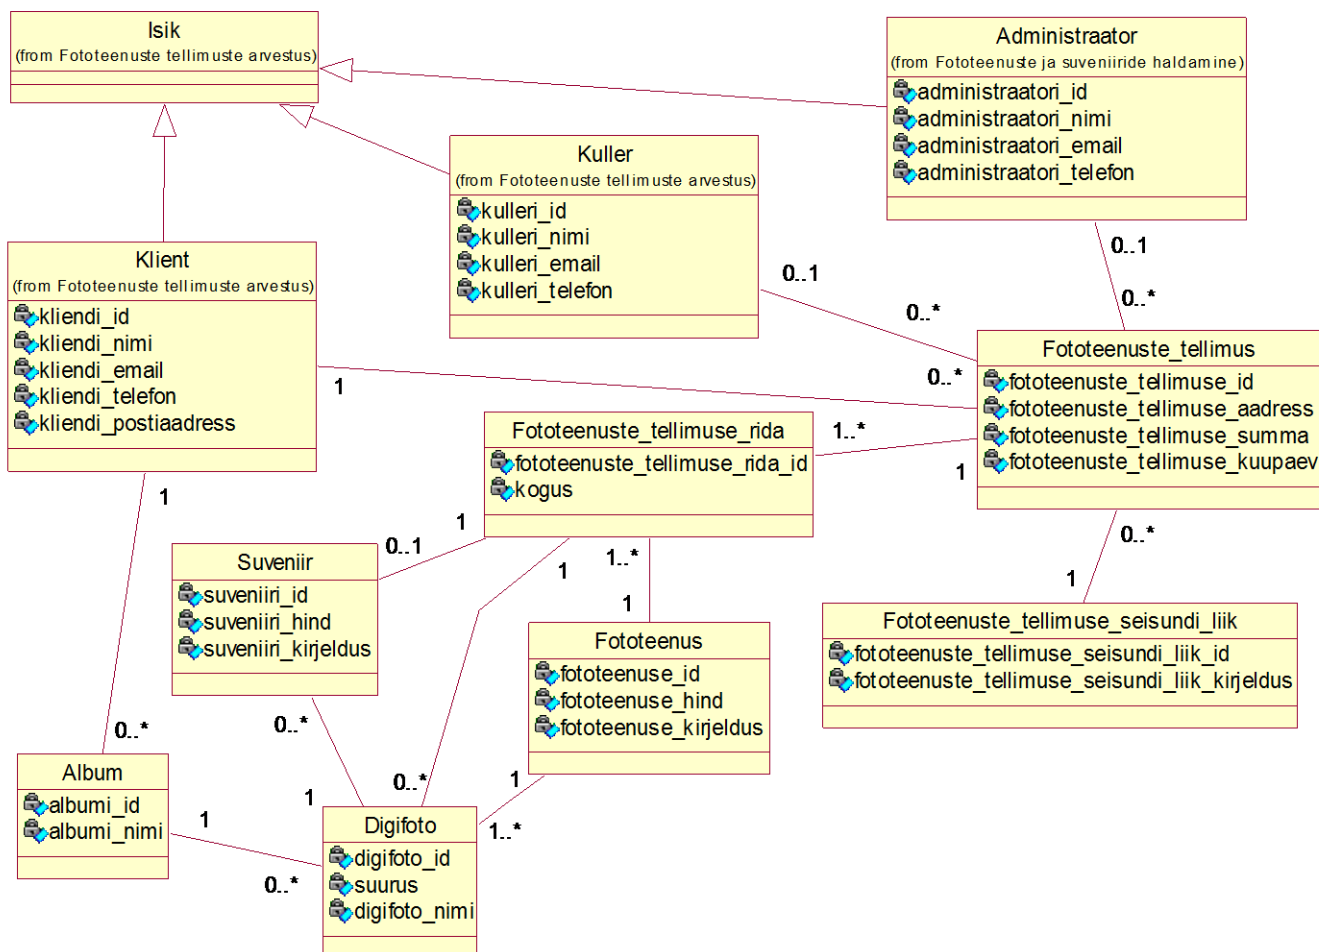 Isik
(from Fototeenuste tellimuste arvestus)
Administraator
(from Fototeenuste ja suveniiride haldamine)
administraatori_id
administraatori_nimi
administraatori_email
administraatori_telefon
Kuller
(from Fototeenuste tellimuste arvestus)
kulleri_id
kulleri_nimi
kulleri_email
kulleri_telefon
Klient
(from Fototeenuste tellimuste arvestus)
kliendi_id
kliendi_nimi
kliendi_email
kliendi_telefon
kliendi_postiaadress
0..1
0..*
0..1
0..*
0..*
1
Fototeenuste_tellimus
fototeenuste_tellimuse_id
fototeenuste_tellimuse_aadress
fototeenuste_tellimuse_summa
fototeenuste_tellimuse_kuupaev
Fototeenuste_tellimuse_rida
fototeenuste_tellimuse_rida_id
kogus
1..*
1
1
0..1
1
1
1..*
1
0..*
1
Suveniir
suveniiri_id
suveniiri_hind
suveniiri_kirjeldus
Fototeenus
fototeenuse_id
fototeenuse_hind
fototeenuse_kirjeldus
Fototeenuste_tellimuse_seisundi_liik
fototeenuste_tellimuse_seisundi_liik_id
fototeenuste_tellimuse_seisundi_liik_kirjeldus
0..*
0..*
1
0..*
1
1..*
1
0..*
Album
albumi_id
albumi_nimi
Digifoto
digifoto_id
suurus
digifoto_nimi